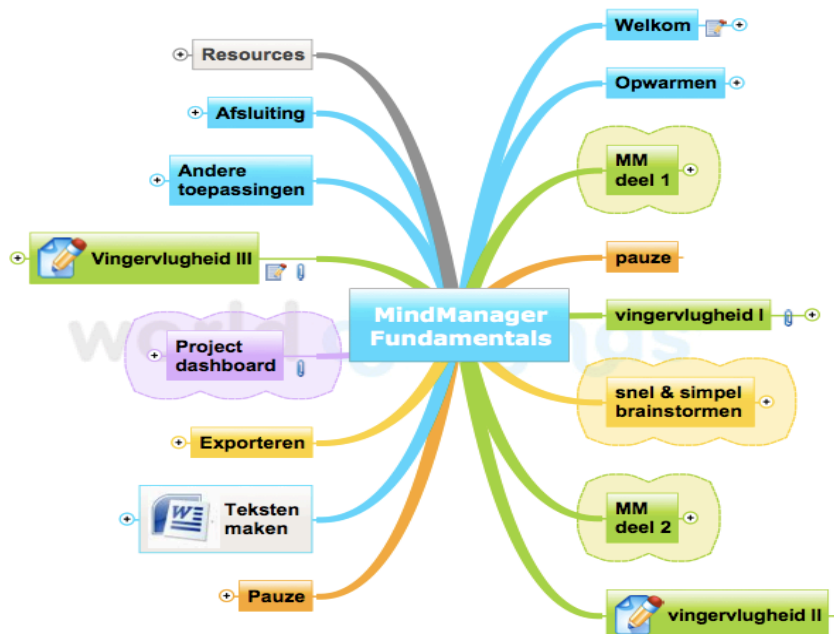 Welkom
Opwarmen
MM
deel 1
pauze
vingervlugheid I
snel & simpel
brainstormen
MM
deel 2
vingervlugheid II
MindManager
Fundamentals
Resources
Afsluiting
Andere
toepassingen
Vingervlugheid III
Project
dashboard
Exporteren
W
Teksten
maken
Pauze
world